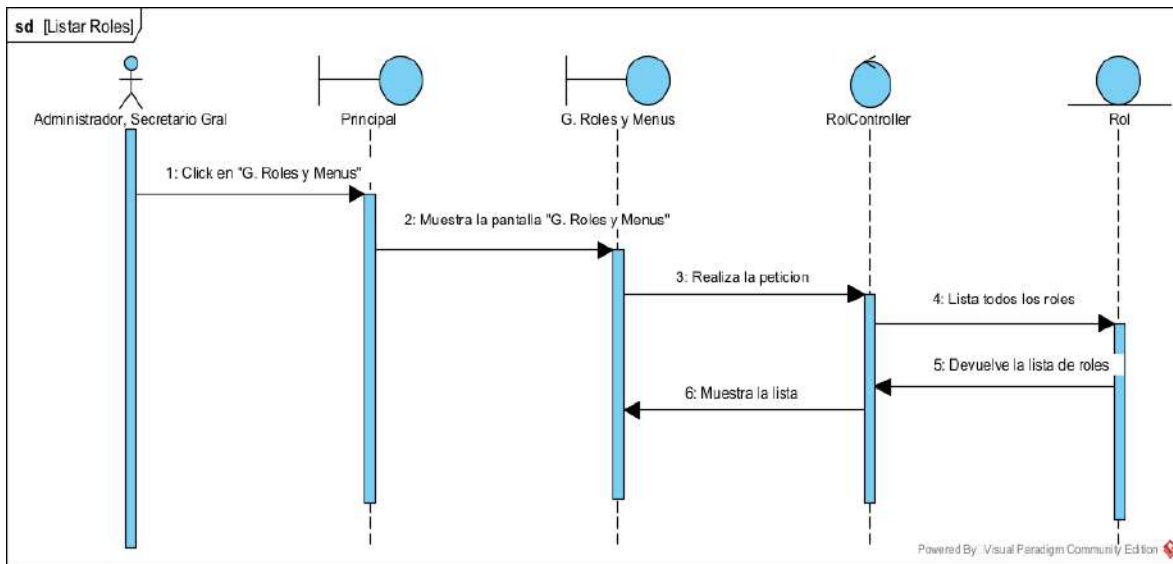 sd [Listar Roles]
Administrador, Secretario Gral
Principal
G. Roles y Menus
RolController
Rol
1: Click en "G. Roles y Menus"
2: Muestra la pantalla "G. Roles y Menus"
3: Realiza la peticion
4: Lista todos los roles
5: Devuelve la lista de roles
6: Muestra la lista
Powered By: Visual Paradigm Community Edition